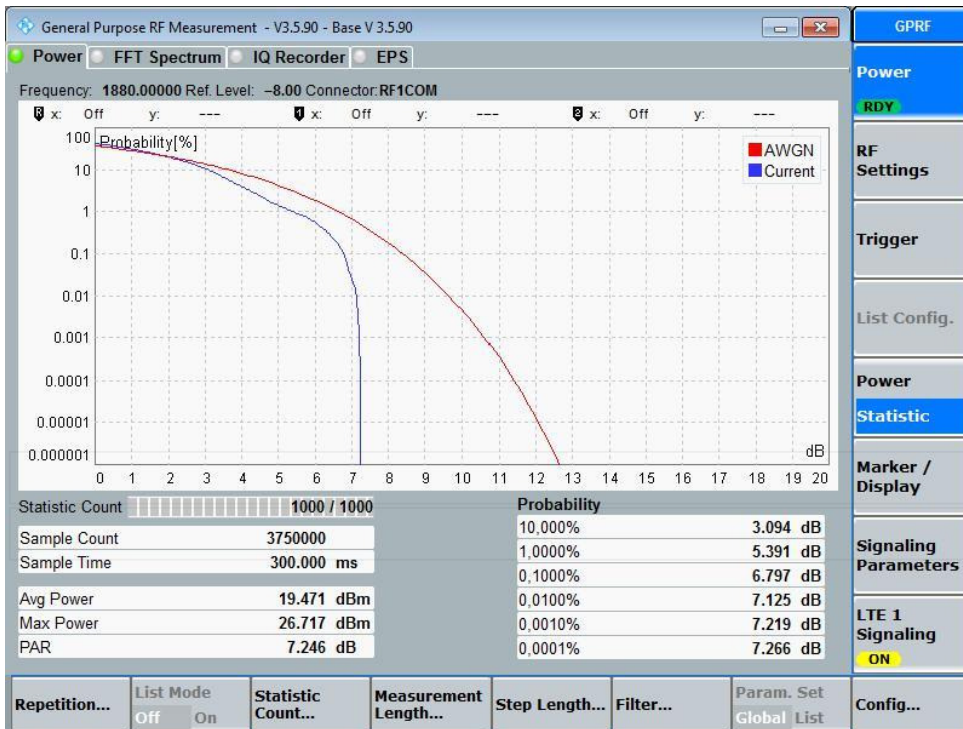 General Purpose RF Measurement - V3.5.90 - Base V 3.5.90
GPRF
Power FFT Spectrum IQ Recorder EPS
Frequency: 1880.00000 Ref. Level: -8.00 Connector:RF1COM
R x: Off y: --- 1 x: Off y: --- 2 x: Off y: ---
Probability[%]
100
10
1
0.1
0.01
0.001
0.0001
0.00001
0.000001
AWGN
Current
dB
0 1 2 3 4 5 6 7 8 9 10 11 12 13 14 15 16 17 18 19 20
Statistic Count 1000 / 1000
Sample Count 3750000
Sample Time 300.000 ms
Avg Power 19.471 dBm
Max Power 26.717 dBm
PAR 7.246 dB
Probability
10,000% 3.094 dB
1,0000% 5.391 dB
0,1000% 6.797 dB
0,0100% 7.125 dB
0,0010% 7.219 dB
0,0001% 7.266 dB
Power
RDY
RF
Settings
Trigger
List Config.
Power
Statistic
Marker /
Display
Signaling
Parameters
LTE 1
Signaling
ON
Repetition...
List Mode
Off On
Statistic
Count...
Measurement
Length...
Step Length...
Filter...
Param. Set
Global List
Config...